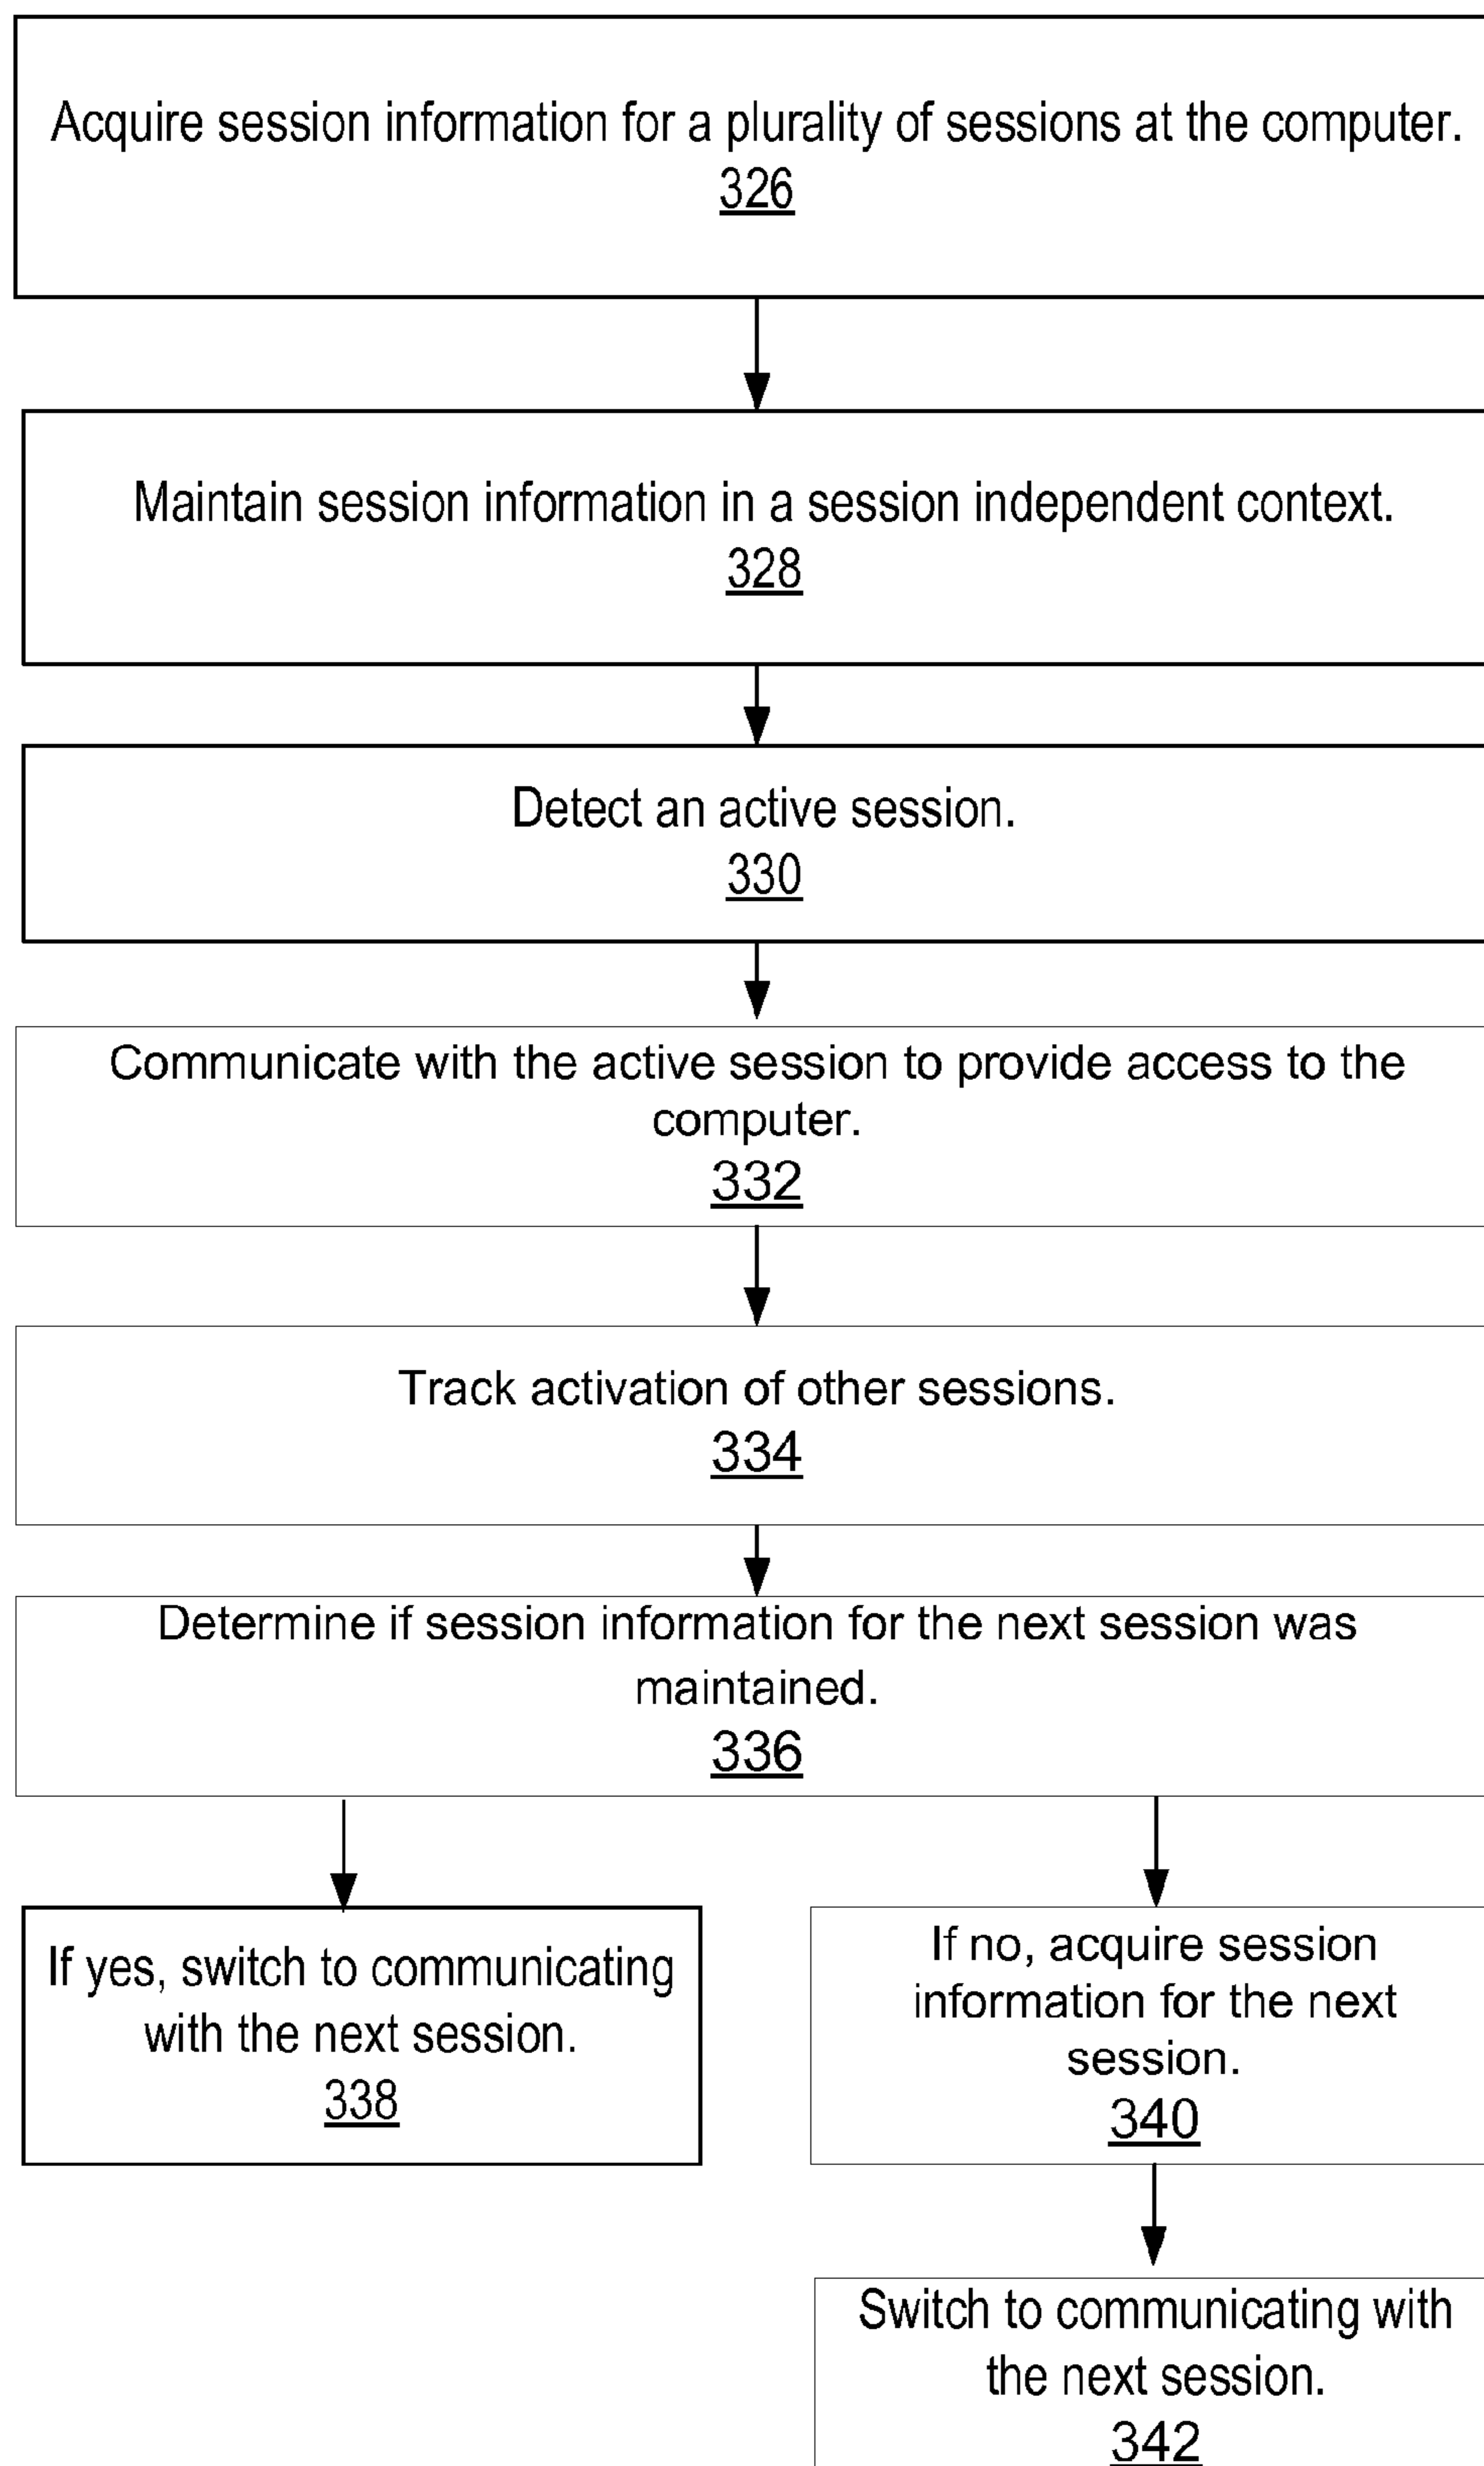 Acquire session information for a plurality of sessions at the computer.
326
Maintain session information in a session independent context.
328
Detect an active session.
330
Communicate with the active session to provide access to the
computer.
332
Track activation of other sessions.
334
Determine if session information for the next session was
maintained.
336
If yes, switch to communicating
with the next session.
338
If no, acquire session
information for the next
session.
340
Switch to communicating with
the next session.
342